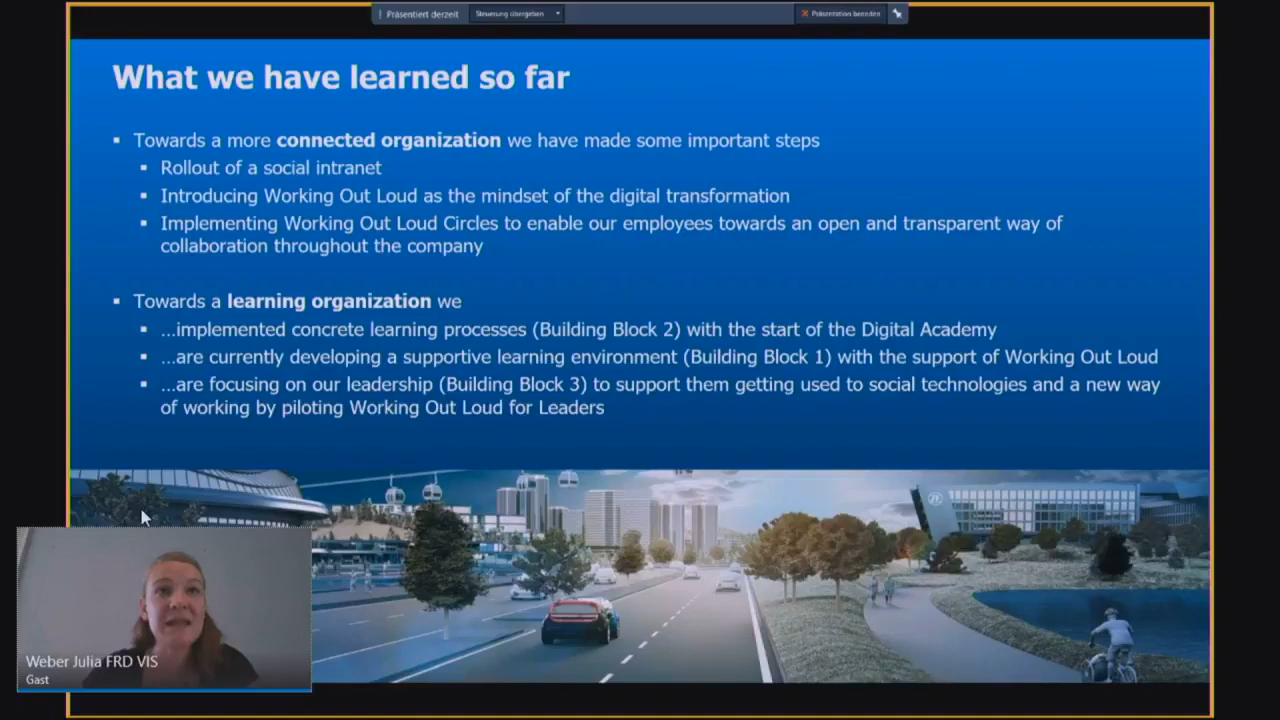 Präsentiert derzeit
Steuerung übergeben
Präsentation beenden
What we have learned so far
▪ Towards a more connected organization we have made some important steps
▪ Rollout of a social intranet
▪ Introducing Working Out Loud as the mindset of the digital transformation
▪ Implementing Working Out Loud Circles to enable our employees towards an open and transparent way of
collaboration throughout the company
▪ Towards a learning organization we
▪ …implemented concrete learning processes (Building Block 2) with the start of the Digital Academy
▪ …are currently developing a supportive learning environment (Building Block 1) with the support of Working Out Loud
▪ …are focusing on our leadership (Building Block 3) to support them getting used to social technologies and a new way
of working by piloting Working Out Loud for Leaders
ZF
Weber Julia FRD VIS
Gast